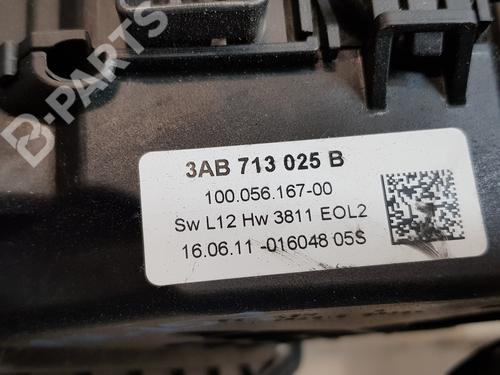 B-PARTS
3AB 713 025 B
100.056.167-00
Sw L12 Hw 3811 EOL2
16.06.11 -016048 05S